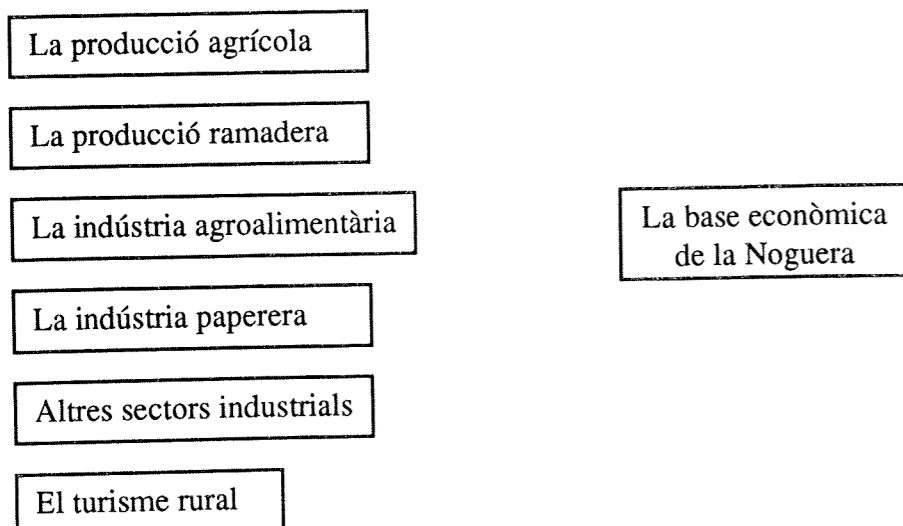 La producció agrícola
La producció ramadera
La indústria agroalimentària
La base econòmica
de la Noguera
La indústria paperera
Altres sectors industrials
El turisme rural